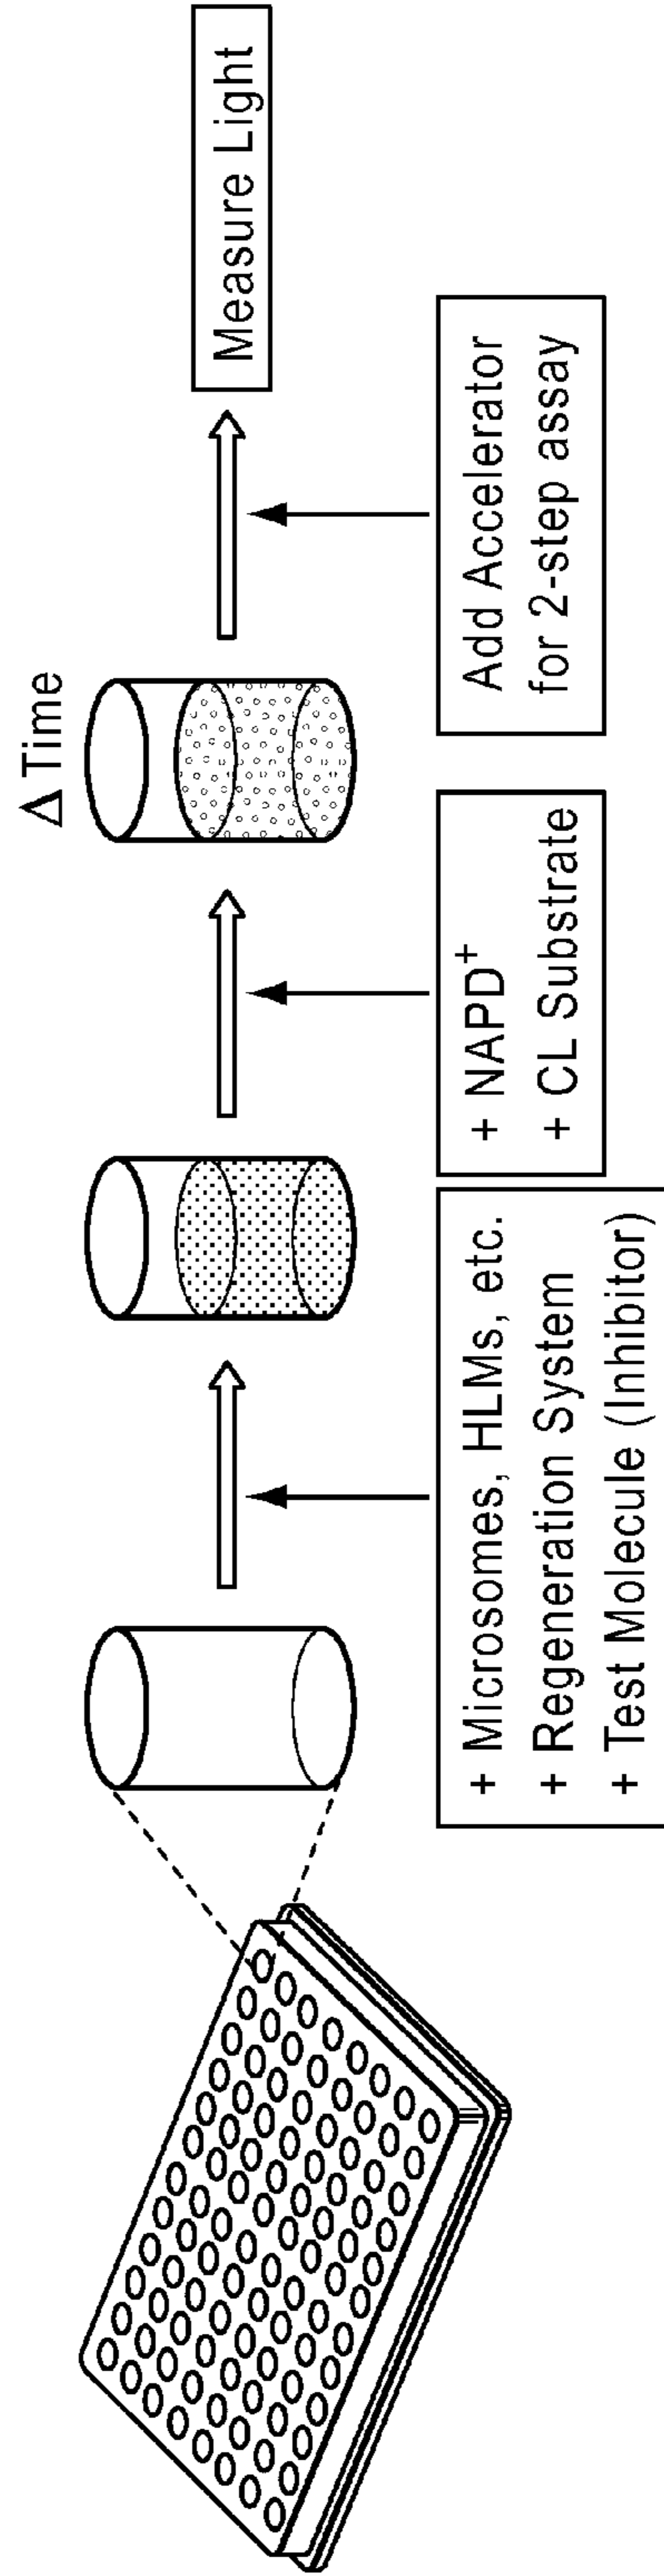 + Microsomes, HLMs, etc.
+ Regeneration System
+ Test Molecule (Inhibitor)
+ NAPD⁺
+ CL Substrate
Δ Time
Add Accelerator
for 2-step assay
Measure Light